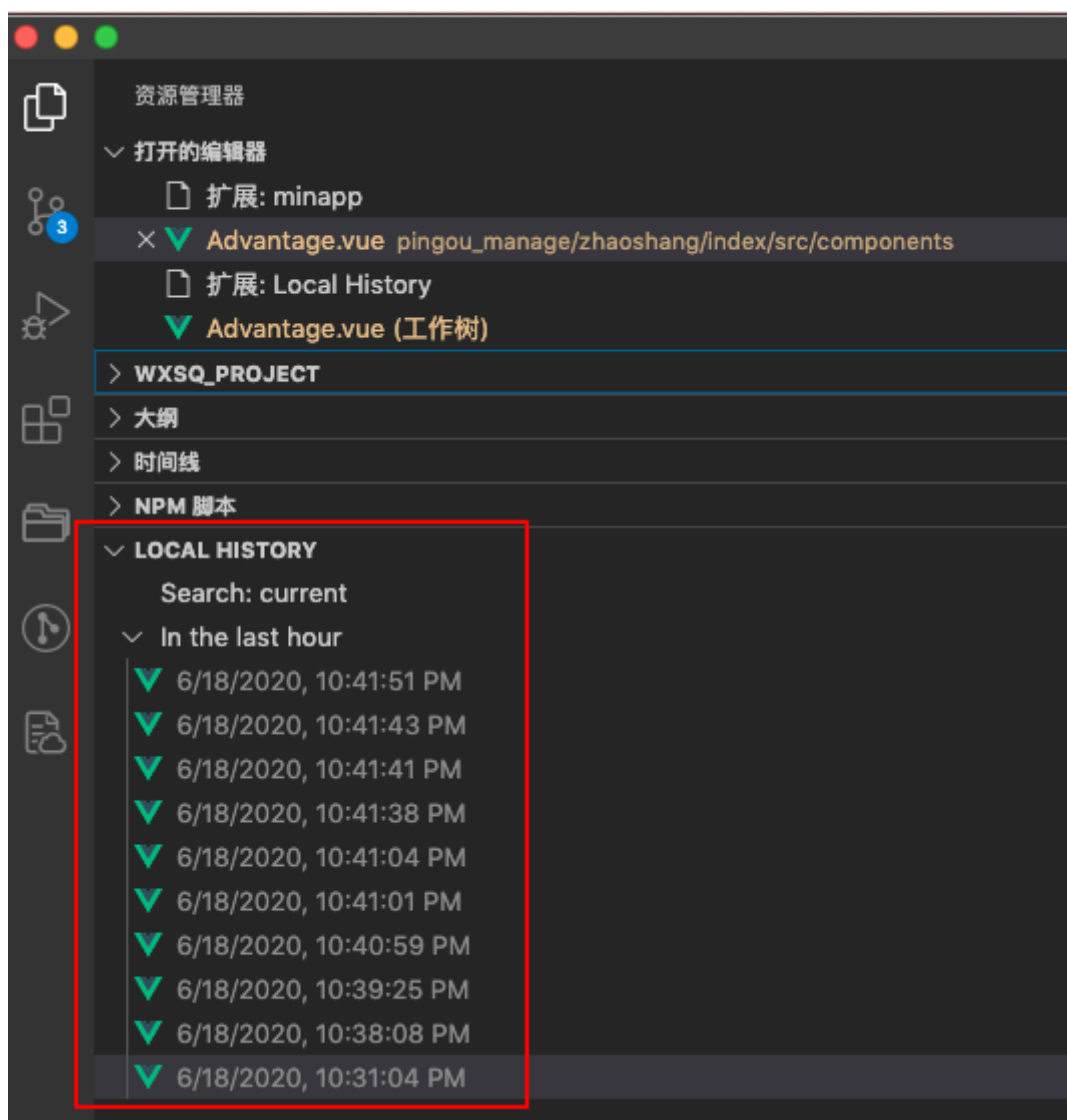 资源管理器
打开的编辑器
扩展: minapp
Advantage.vue pingou_manage/zhaoshang/index/src/components
3
扩展: Local History
Advantage.vue (工作树)
WXSQ_PROJECT
大纲
时间线
NPM 脚本
LOCAL HISTORY
Search: current
In the last hour
6/18/2020, 10:41:51 PM
6/18/2020, 10:41:43 PM
6/18/2020, 10:41:41 PM
6/18/2020, 10:41:38 PM
6/18/2020, 10:41:04 PM
6/18/2020, 10:41:01 PM
6/18/2020, 10:40:59 PM
6/18/2020, 10:39:25 PM
6/18/2020, 10:38:08 PM
6/18/2020, 10:31:04 PM